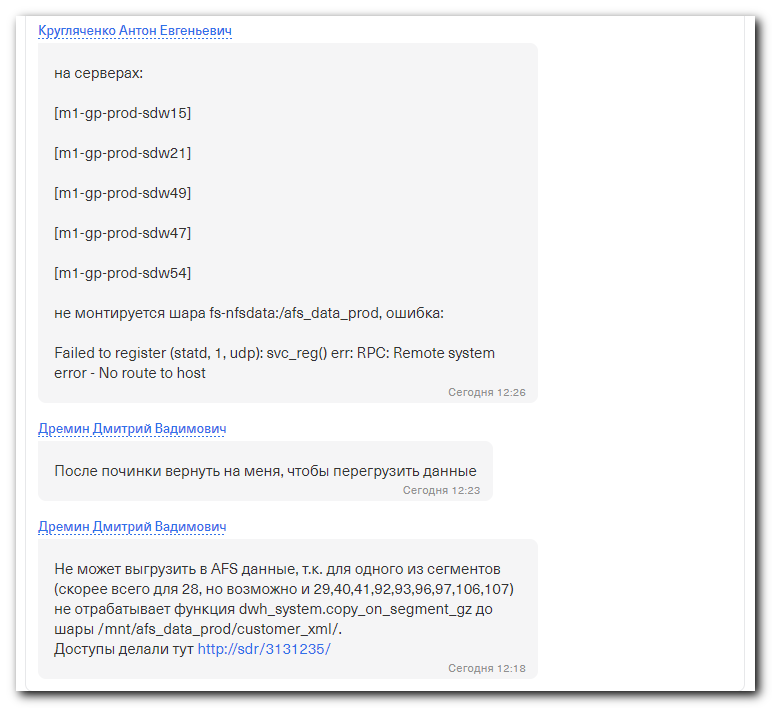 Кругляченко Антон Евгеньевич
на серверах:
[m1-gp-prod-sdw15]
[m1-gp-prod-sdw21]
[m1-gp-prod-sdw49]
[m1-gp-prod-sdw47]
[m1-gp-prod-sdw54]
не монтируется шара fs-nfsdata:/afs_data_prod, ошибка:
Failed to register (statd, 1, udp): svc_reg() err: RPC: Remote system
error - No route to host
Сегодня 12:26
Дремин Дмитрий Вадимович
После починки вернуть на меня, чтобы перегрузить данные
Сегодня 12:23
Дремин Дмитрий Вадимович
Не может выгрузить в AFS данные, т.к. для одного из сегментов
(скорее всего для 28, но возможно и 29,40,41,92,93,96,97,106,107)
не отрабатывает функция dwh_system.copy_on_segment_gz до
шары /mnt/afs_data_prod/customer_xml/.
Доступы делали тут http://sdr/3131235/
Сегодня 12:18